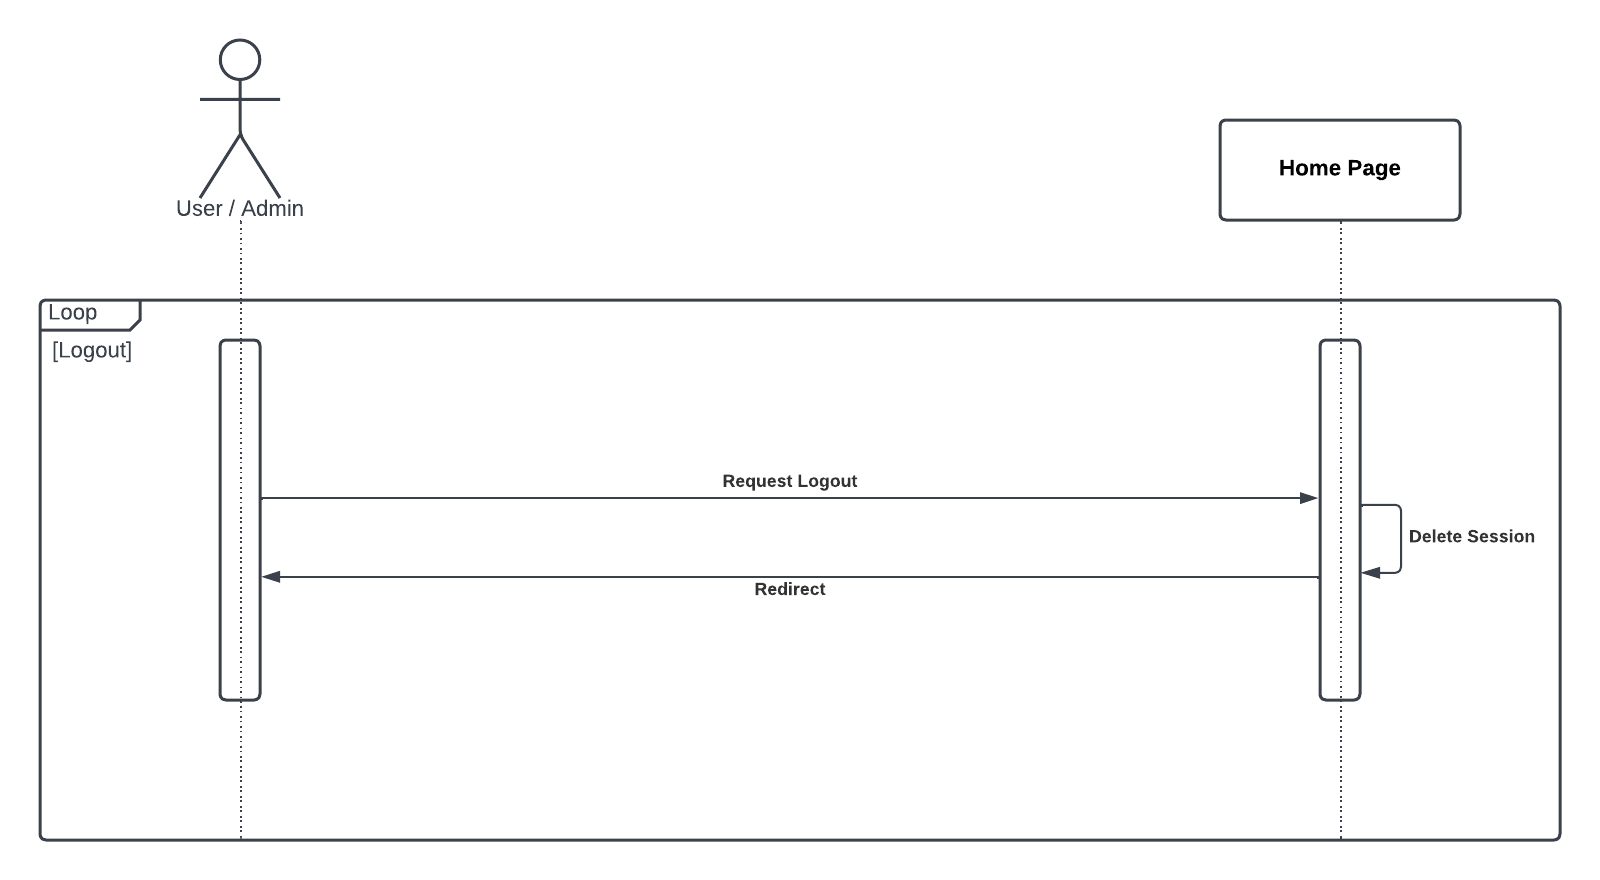 User / Admin
Home Page
Loop
[Logout]
Request Logout
Delete Session
Redirect